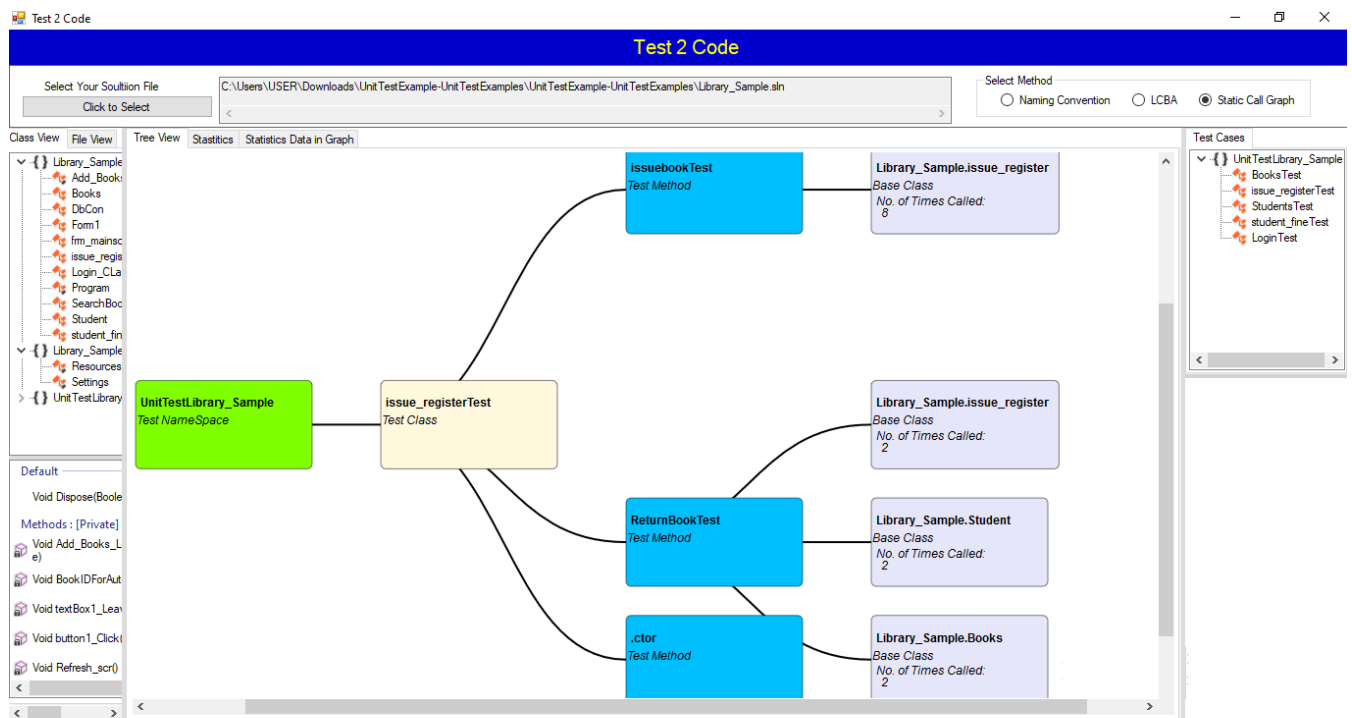 Test 2 Code
Test 2 Code
Select Your Soultiion File
Click to Select
C:\Users\USER\Downloads\UnitTestExample-UnitTestExamples\UnitTestExample-UnitTestExamples\Library_Sample.sln
Select Method
Naming Convention
LCBA
Static Call Graph
Class View
File View
Tree View
Stastitics
Statistics Data in Graph
Test Cases
Library_Sample
Add_Books
Books
DbCon
Form1
frm_mainsc
issue_regis
Login_CLa
Program
SearchBoo
Student
student_fin
Library_Sample
Resources
Settings
UnitTestLibrary
Default
Void Dispose(Boole
Methods : [Private]
Void Add_Books_L
e)
Void BookIDForAut
Void textBox1_Leav
Void button1_Click(
Void Refresh_scr()
UnitTestLibrary_Sample
Test NameSpace
issue_registerTest
Test Class
issuebookTest
Test Method
Library_Sample.issue_register
Base Class
No. of Times Called:
8
Library_Sample.issue_register
Base Class
No. of Times Called:
2
ReturnBookTest
Test Method
Library_Sample.Student
Base Class
No. of Times Called:
2
.ctor
Test Method
Library_Sample.Books
Base Class
No. of Times Called:
2
UnitTestLibrary_Sample
BooksTest
issue_registerTest
StudentsTest
student_fineTest
LoginTest